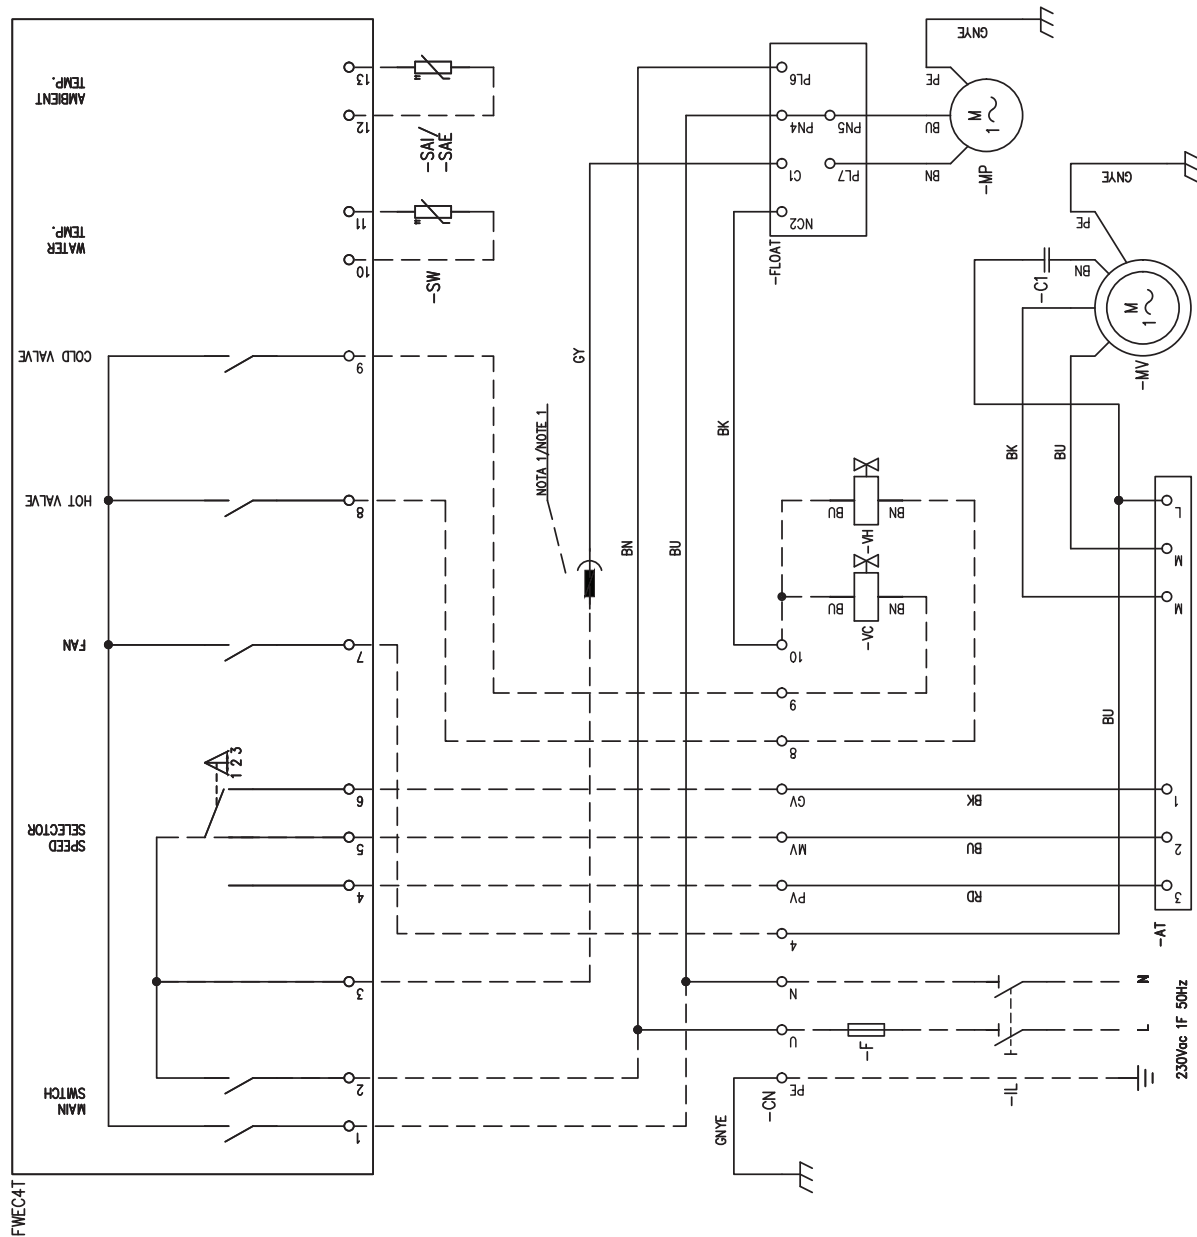 FWEC4T
AMBIENT
TEMP.
WATER
TEMP.
COLD VALVE
HOT VALVE
FAN
SPEED
SELECTOR
MAIN
SWITCH
13
12
11
10
9
8
7
6
5
4
3
2
1
1 2 3
-SAI/
-SAE
-SW
NOTA 1/NOTE 1
GY
BN
BU
BK
-FLOAT
PL6
PN4
PN5
C1
PL7
NC2
GNYE
PE
BU
BN
M
1
-MP
GNYE
PE
BN
-C1
M
1
-MV
BK
BU
BU
BN
-VH
BU
BN
-VC
10
9
8
GV
MV
PV
4
N
U
PE
-CN
GNYE
BK
BU
RD
BU
L
M
M
1
2
3
-AT
-F
-IL
N
L
230Vac 1F 50Hz